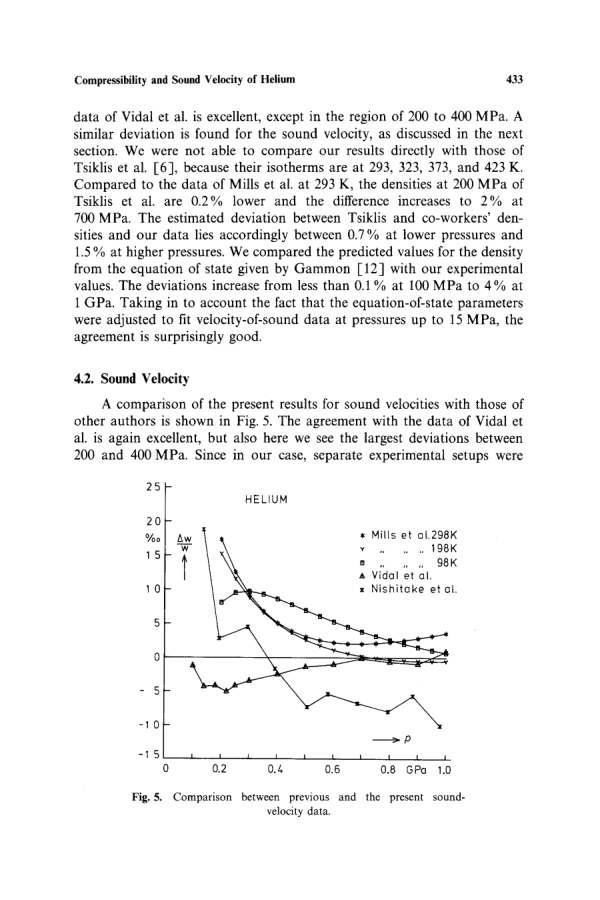 Compressibility and Sound Velocity of Helium 433
data of Vidal et al. is excellent, except in the region of 200 to 400 MPa. A
similar deviation is found for the sound velocity, as discussed in the next
section. We were not able to compare our results directly with those of
Tsiklis et al. [6], because their isotherms are at 293, 323, 373, and 423 K.
Compared to the data of Mills et al. at 293 K, the densities at 200 MPa of
Tsiklis et al. are 0.2% lower and the difference increases to 2% at
700 MPa. The estimated deviation between Tsiklis and co-workers' den-
sities and our data lies accordingly between 0.7% at lower pressures and
1.5% at higher pressures. We compared the predicted values for the density
from the equation of state given by Gammon [12] with our experimental
values. The deviations increase from less than 0.1% at 100 MPa to 4% at
1 GPa. Taking in to account the fact that the equation-of-state parameters
were adjusted to fit velocity-of-sound data at pressures up to 15 MPa, the
agreement is surprisingly good.
4.2. Sound Velocity
A comparison of the present results for sound velocities with those of
other authors is shown in Fig. 5. The agreement with the data of Vidal et
al. is again excellent, but also here we see the largest deviations between
200 and 400 MPa. Since in our case, separate experimental setups were
25
HELIUM
20
‰ Δw
w
15
10
5
0
- 5
-10
-15
* Mills et al. 298K
Y ,, ,, ,, 198K
,, ,, ,, 98K
Vidal et al.
x Nishitake et al.
p
0 0.2 0.4 0.6 0.8 GPa 1.0
Fig. 5. Comparison between previous and the present sound-
velocity data.